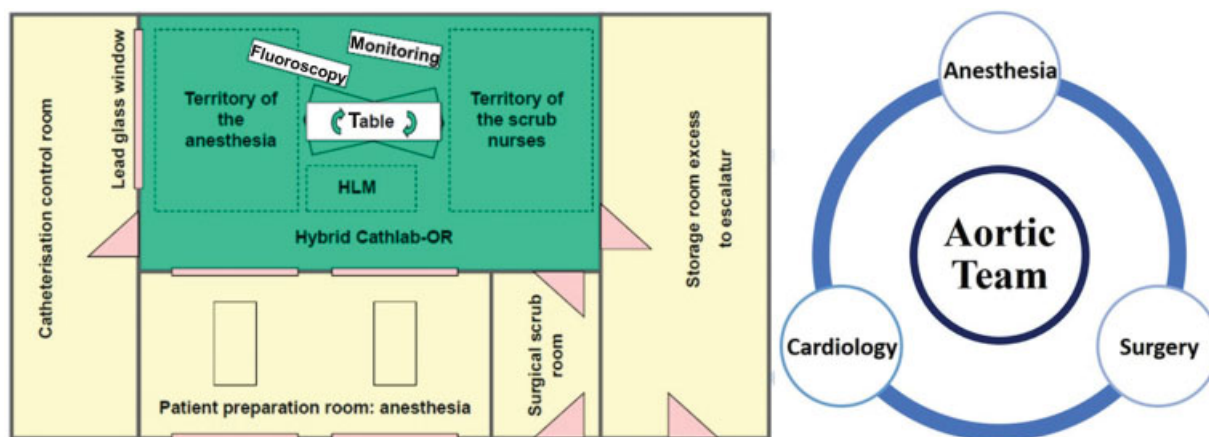 Catheterisation control room
Lead glass window
Territory of
the
anesthesia
Fluoroscopy
Monitoring
Table
HLM
Territory of
the scrub
nurses
Hybrid Cathlab-OR
Storage room excess
to escalatur
Patient preparation room: anesthesia
Surgical scrub
room
Anesthesia
Aortic
Team
Cardiology
Surgery